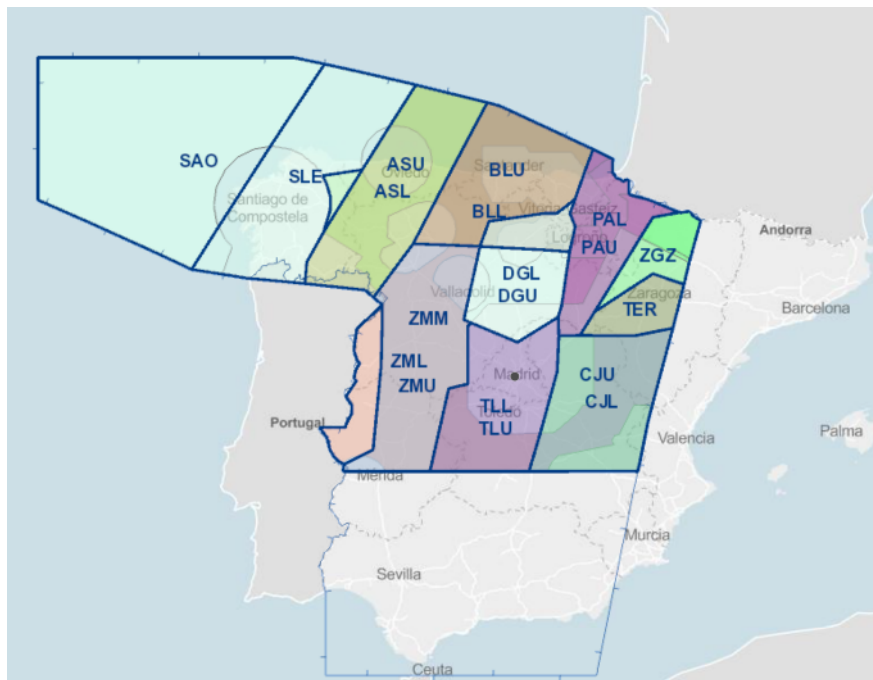 SAO
SLE
ASU
ASL
Oviedo
Santander
BLU
BLL
Vitoria-Gasteiz
Santiago de
Compostela
PAL
PAU
Logroño
Andorra
ZGZ
Zaragoza
TER
Barcelona
DGL
DGU
Valladolid
ZMM
ZML
ZMU
Madrid
CJU
CJL
TLL
Toledo
TLU
Portugal
Valencia
Palma
Mérida
Murcia
Sevilla
Ceuta